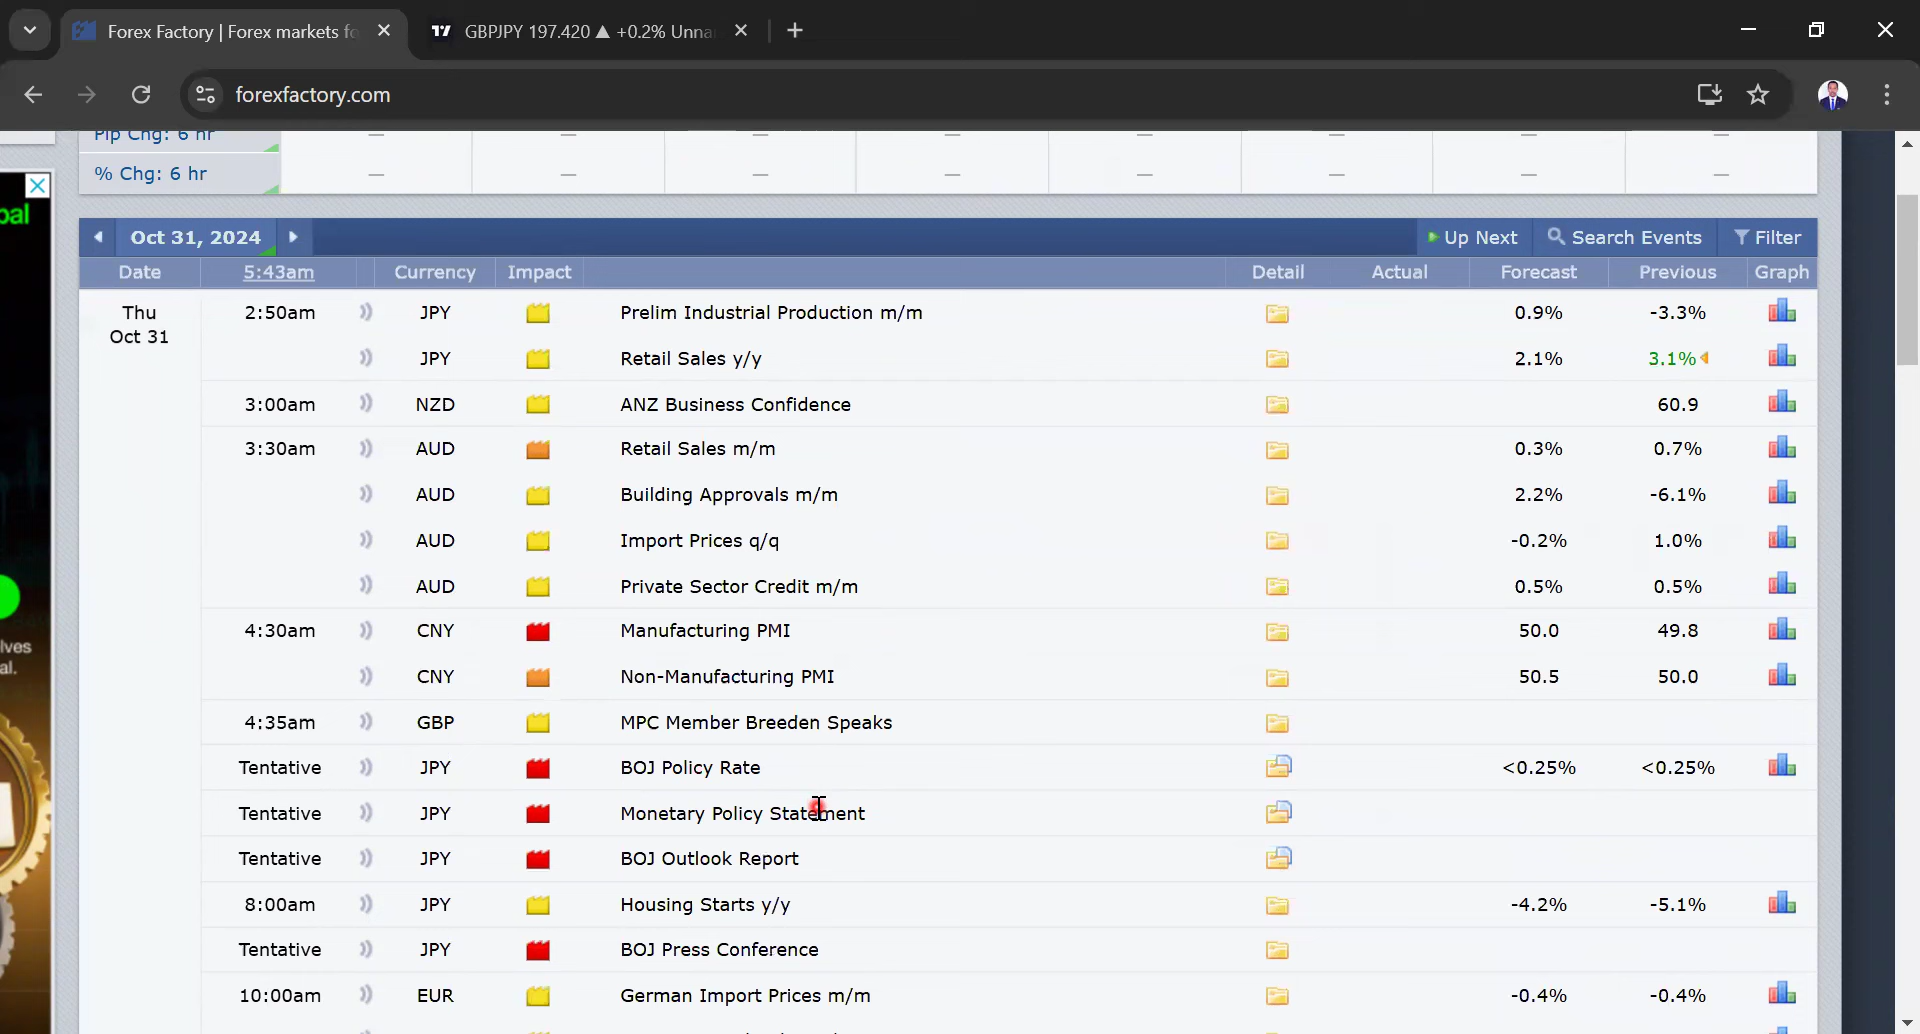 Forex Factory | Forex markets fo
GBPJPY 197.420 ▲ +0.2% Unna
forexfactory.com
Pip Chg: 6 hr — — — — — — — —
% Chg: 6 hr — — — — — — — —
Oct 31, 2024 Up Next Search Events Filter
Date 5:43am Currency Impact Detail Actual Forecast Previous Graph
Thu 2:50am JPY Prelim Industrial Production m/m 0.9% -3.3%
Oct 31
JPY Retail Sales y/y 2.1% 3.1%
3:00am NZD ANZ Business Confidence 60.9
3:30am AUD Retail Sales m/m 0.3% 0.7%
AUD Building Approvals m/m 2.2% -6.1%
AUD Import Prices q/q -0.2% 1.0%
AUD Private Sector Credit m/m 0.5% 0.5%
4:30am CNY Manufacturing PMI 50.0 49.8
CNY Non-Manufacturing PMI 50.5 50.0
4:35am GBP MPC Member Breeden Speaks
Tentative JPY BOJ Policy Rate <0.25% <0.25%
Tentative JPY Monetary Policy Statement
Tentative JPY BOJ Outlook Report
8:00am JPY Housing Starts y/y -4.2% -5.1%
Tentative JPY BOJ Press Conference
10:00am EUR German Import Prices m/m -0.4% -0.4%
bal
lves
al.